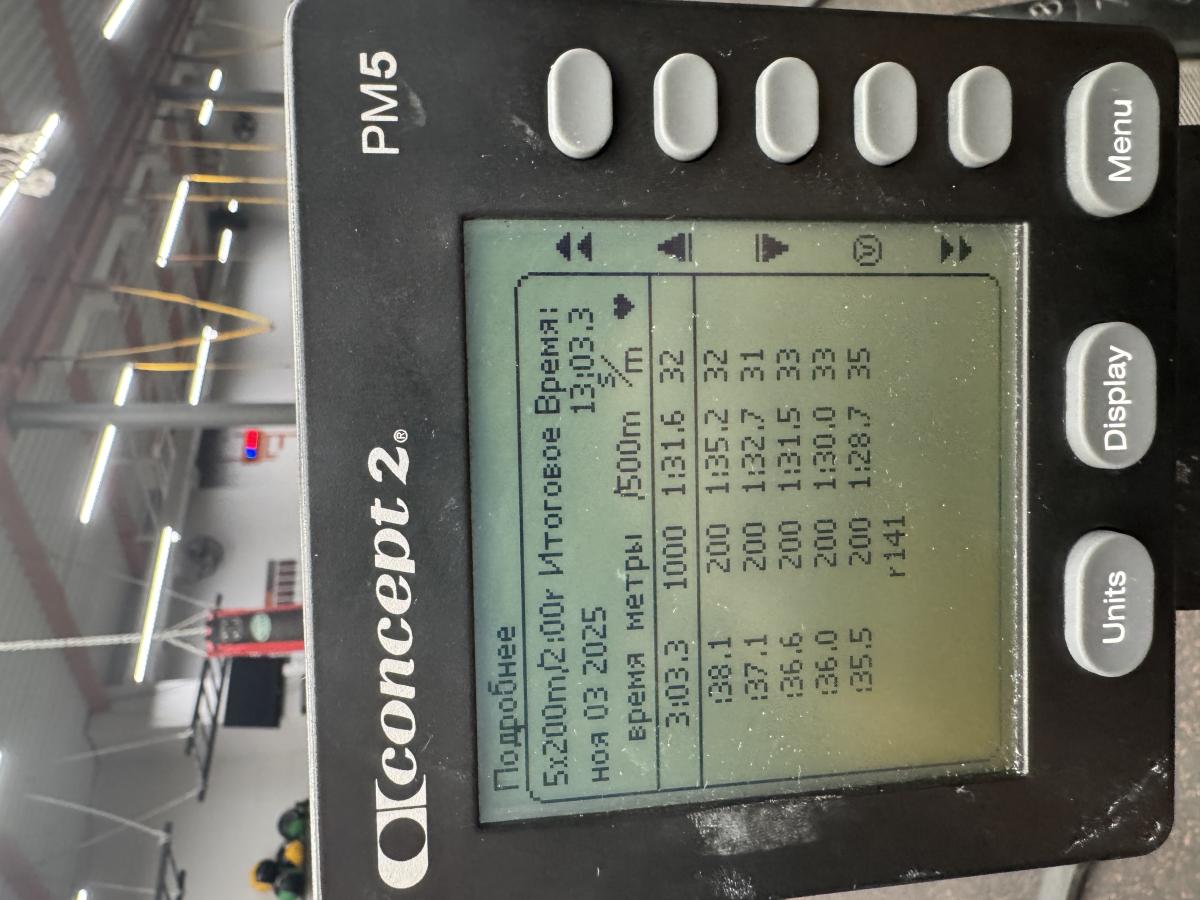 concept 2® PM5
Подробнее
5x200m/2:00r Итоговое Время:
ноя 03 2025 13:03.3
время метры /500m s/m
3:03.3 1000 1:31.6 32
:38.1 200 1:35.2 32
:37.1 200 1:32.7 31
:36.6 200 1:31.5 33
:36.0 200 1:30.0 33
:35.5 200 1:28.7 35
r141
Units Display Menu